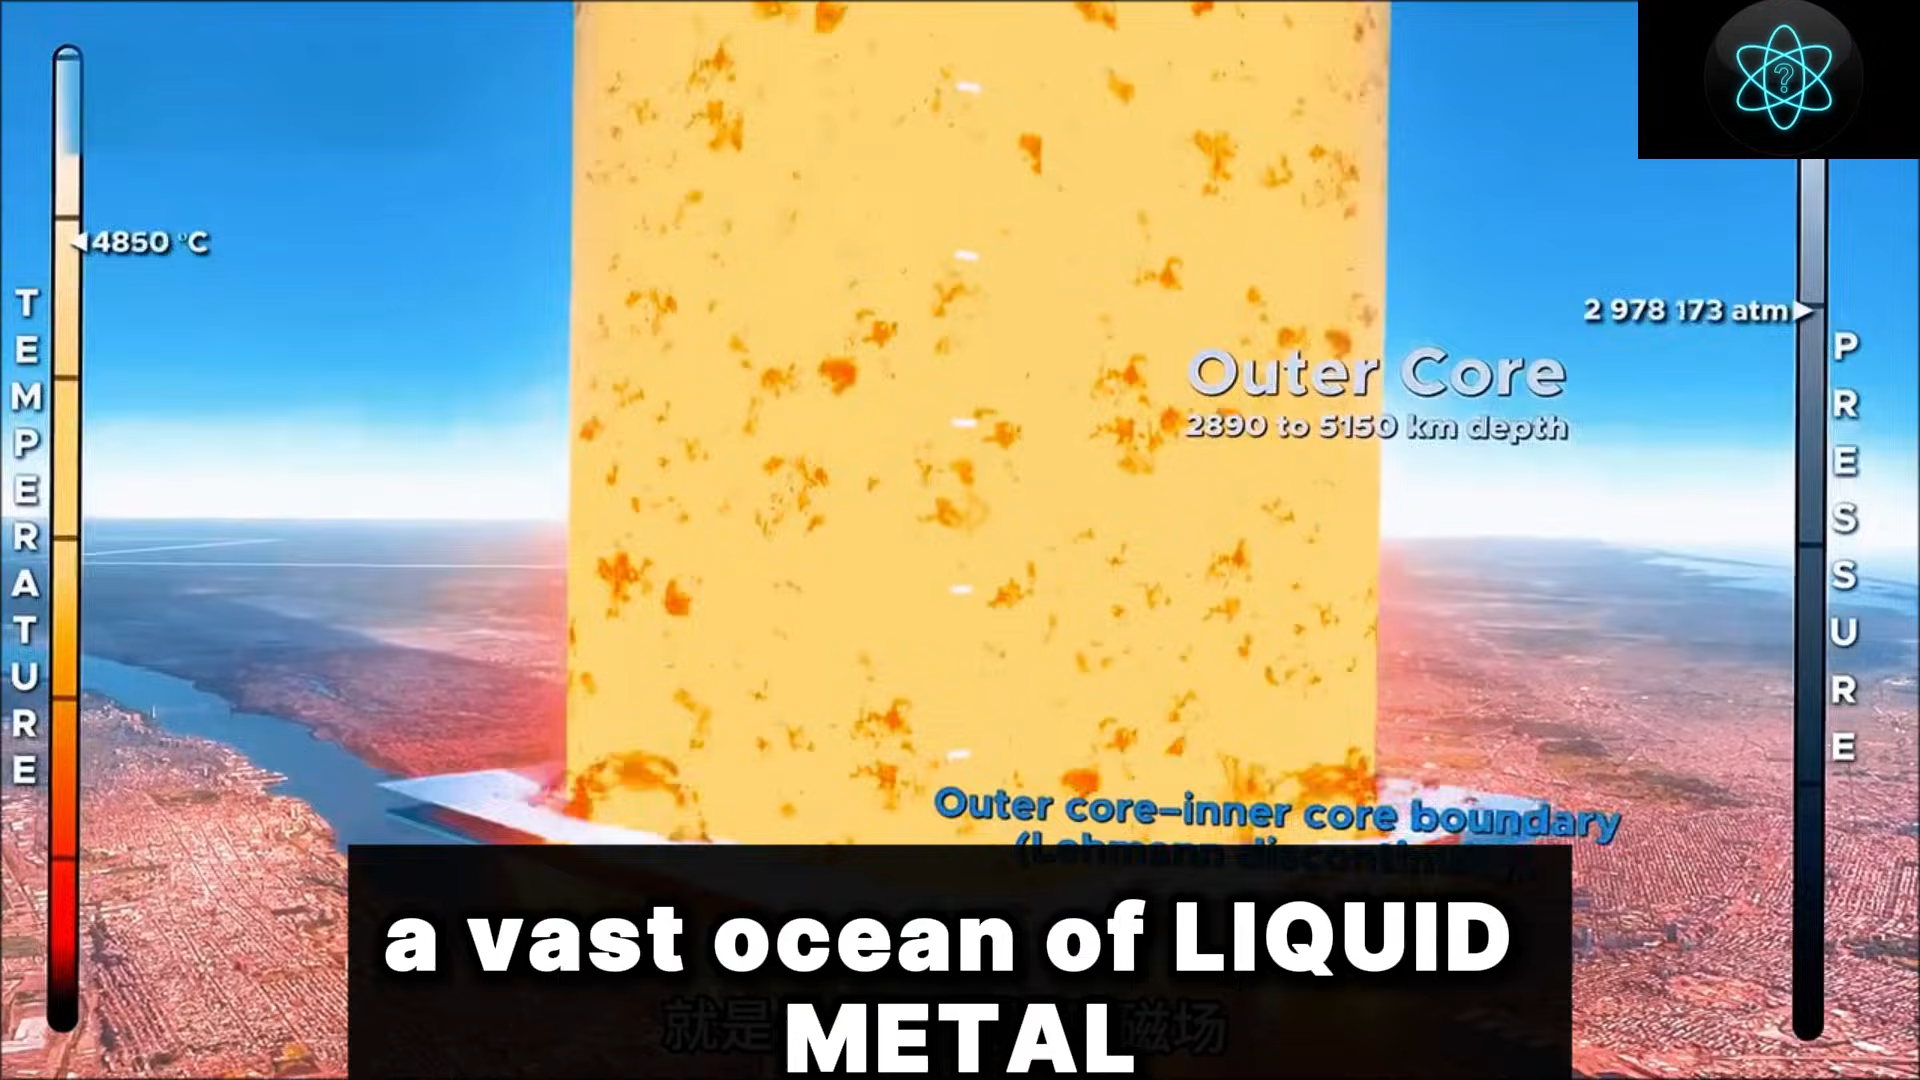 4850 °C
TEMPERATURE
2 978 173 atm
PRESSURE
Outer Core
2890 to 5150 km depth
Outer core–inner core boundary
(Lehmann
a vast ocean of LIQUID
METAL
就是
磁场
?